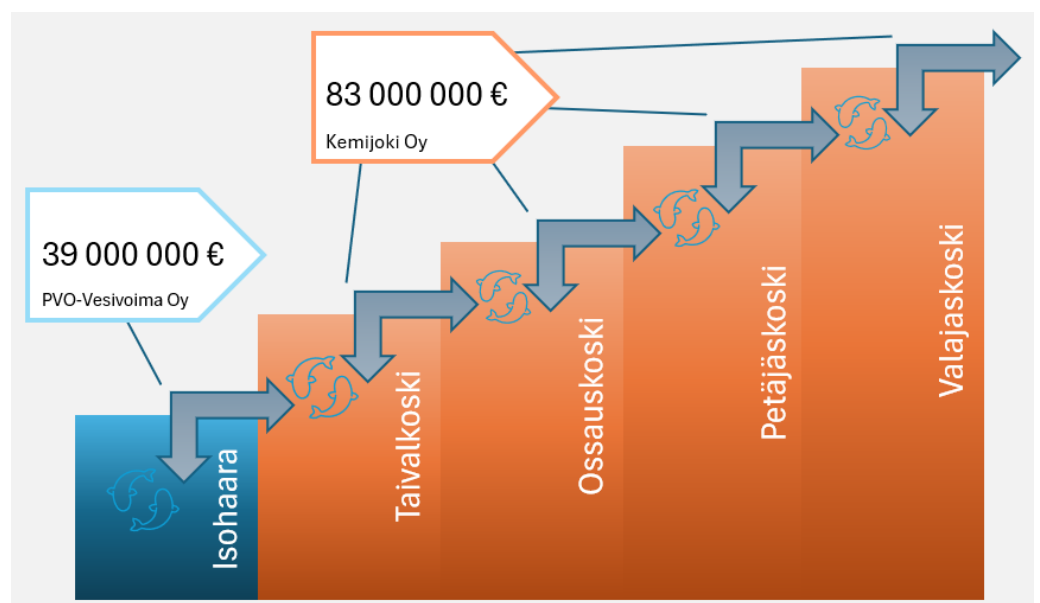 83 000 000 €
Kemijoki Oy
39 000 000 €
PVO-Vesivoima Oy
Isohaara
Taivalkoski
Ossauskoski
Petäjäskoski
Valajaskoski